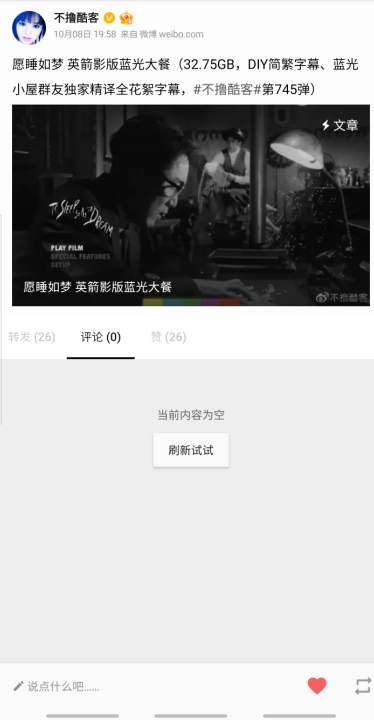 不撸酷客
10月08日 19:58 来自 微博 weibo.com
愿睡如梦 英箭影版蓝光大餐（32.75GB，DIY简繁字幕、蓝光
小屋群友独家精译全花絮字幕，#不撸酷客#第745弹）
文章
To Sleep So as to DREAM
PLAY FILM
SPECIAL FEATURES
SETUP
愿睡如梦 英箭影版蓝光大餐
不撸酷客
转发 (26) 评论 (0) 赞 (26)
当前内容为空
刷新试试
说点什么吧......